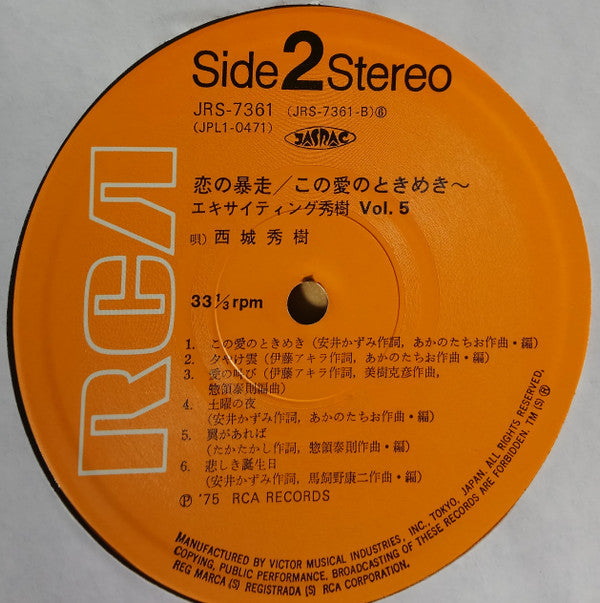 Side 2 Stereo
JRS-7361 (JRS-7361-B)⑥
(JPL1-0471)
JASRAC
RCA
恋の暴走／この愛のときめき～
エキサイティング秀樹 Vol. 5
唄) 西城秀樹
33 1/3 rpm
1. この愛のときめき (安井かずみ作詞, あかのたちお作曲・編)
2. 夕やけ雲 (伊藤アキラ作詞, あかのたちお作曲・編)
3. 愛の叫び (伊藤アキラ作詞, 美樹克彦作曲,
惣領泰則編曲)
4. 土曜の夜
(安井かずみ作詞, あかのたちお作曲・編)
5. 翼があれば
(たかたかし作詞, 惣領泰則作曲・編)
6. 悲しき誕生日
(安井かずみ作詞, 馬飼野康二作曲・編)
Ⓟ '75 RCA RECORDS
MANUFACTURED BY VICTOR MUSICAL INDUSTRIES, INC., TOKYO, JAPAN. ALL RIGHTS RESERVED.
COPYING, PUBLIC PERFORMANCE, BROADCASTING OF THESE RECORDS ARE FORBIDDEN. TM (S) ®
REG MARCA (S) REGISTRADA (S) RCA CORPORATION.